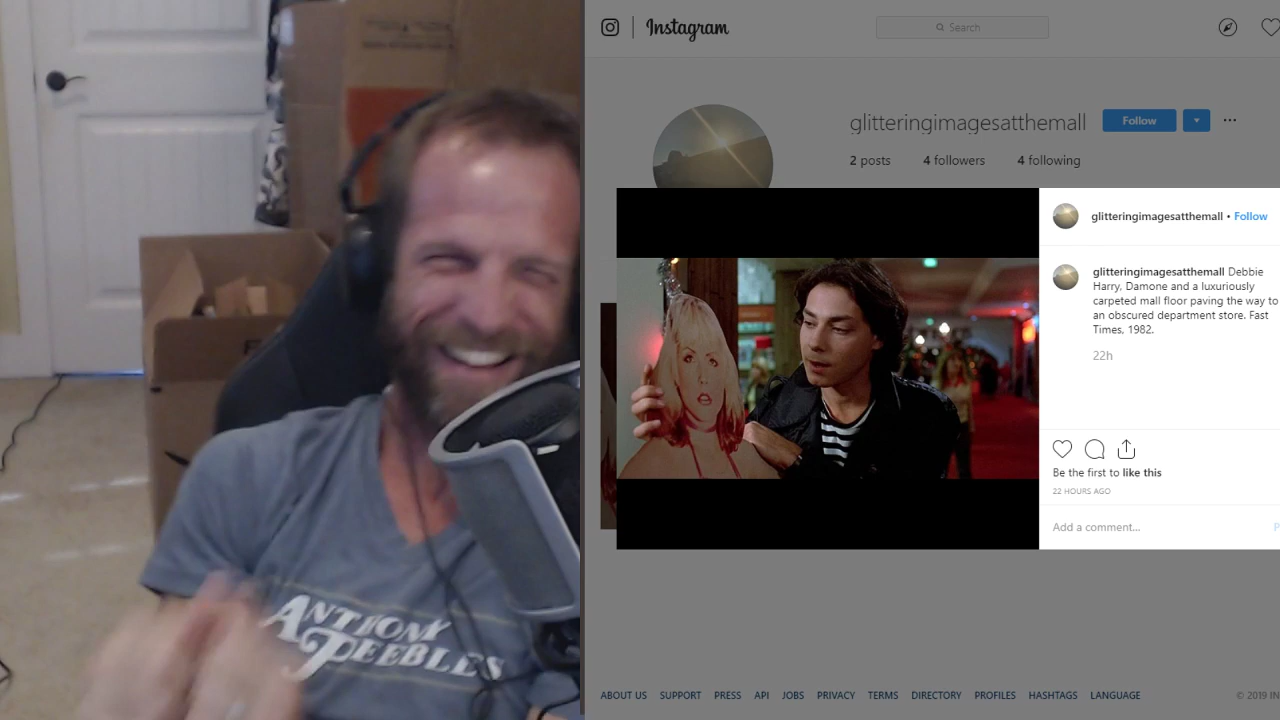 Instagram
Search
glitteringimagesatthemall
Follow
2 posts
4 followers
4 following
glitteringimagesatthemall • Follow
glitteringimagesatthemall Debbie
Harry, Damone and a luxuriously
carpeted mall floor paving the way to
an obscured department store. Fast
Times, 1982.
22h
Be the first to like this
22 HOURS AGO
Add a comment...
P
ANTHONY
PEEBLES
ABOUT US SUPPORT PRESS API JOBS PRIVACY TERMS DIRECTORY PROFILES HASHTAGS LANGUAGE
© 2019 IN